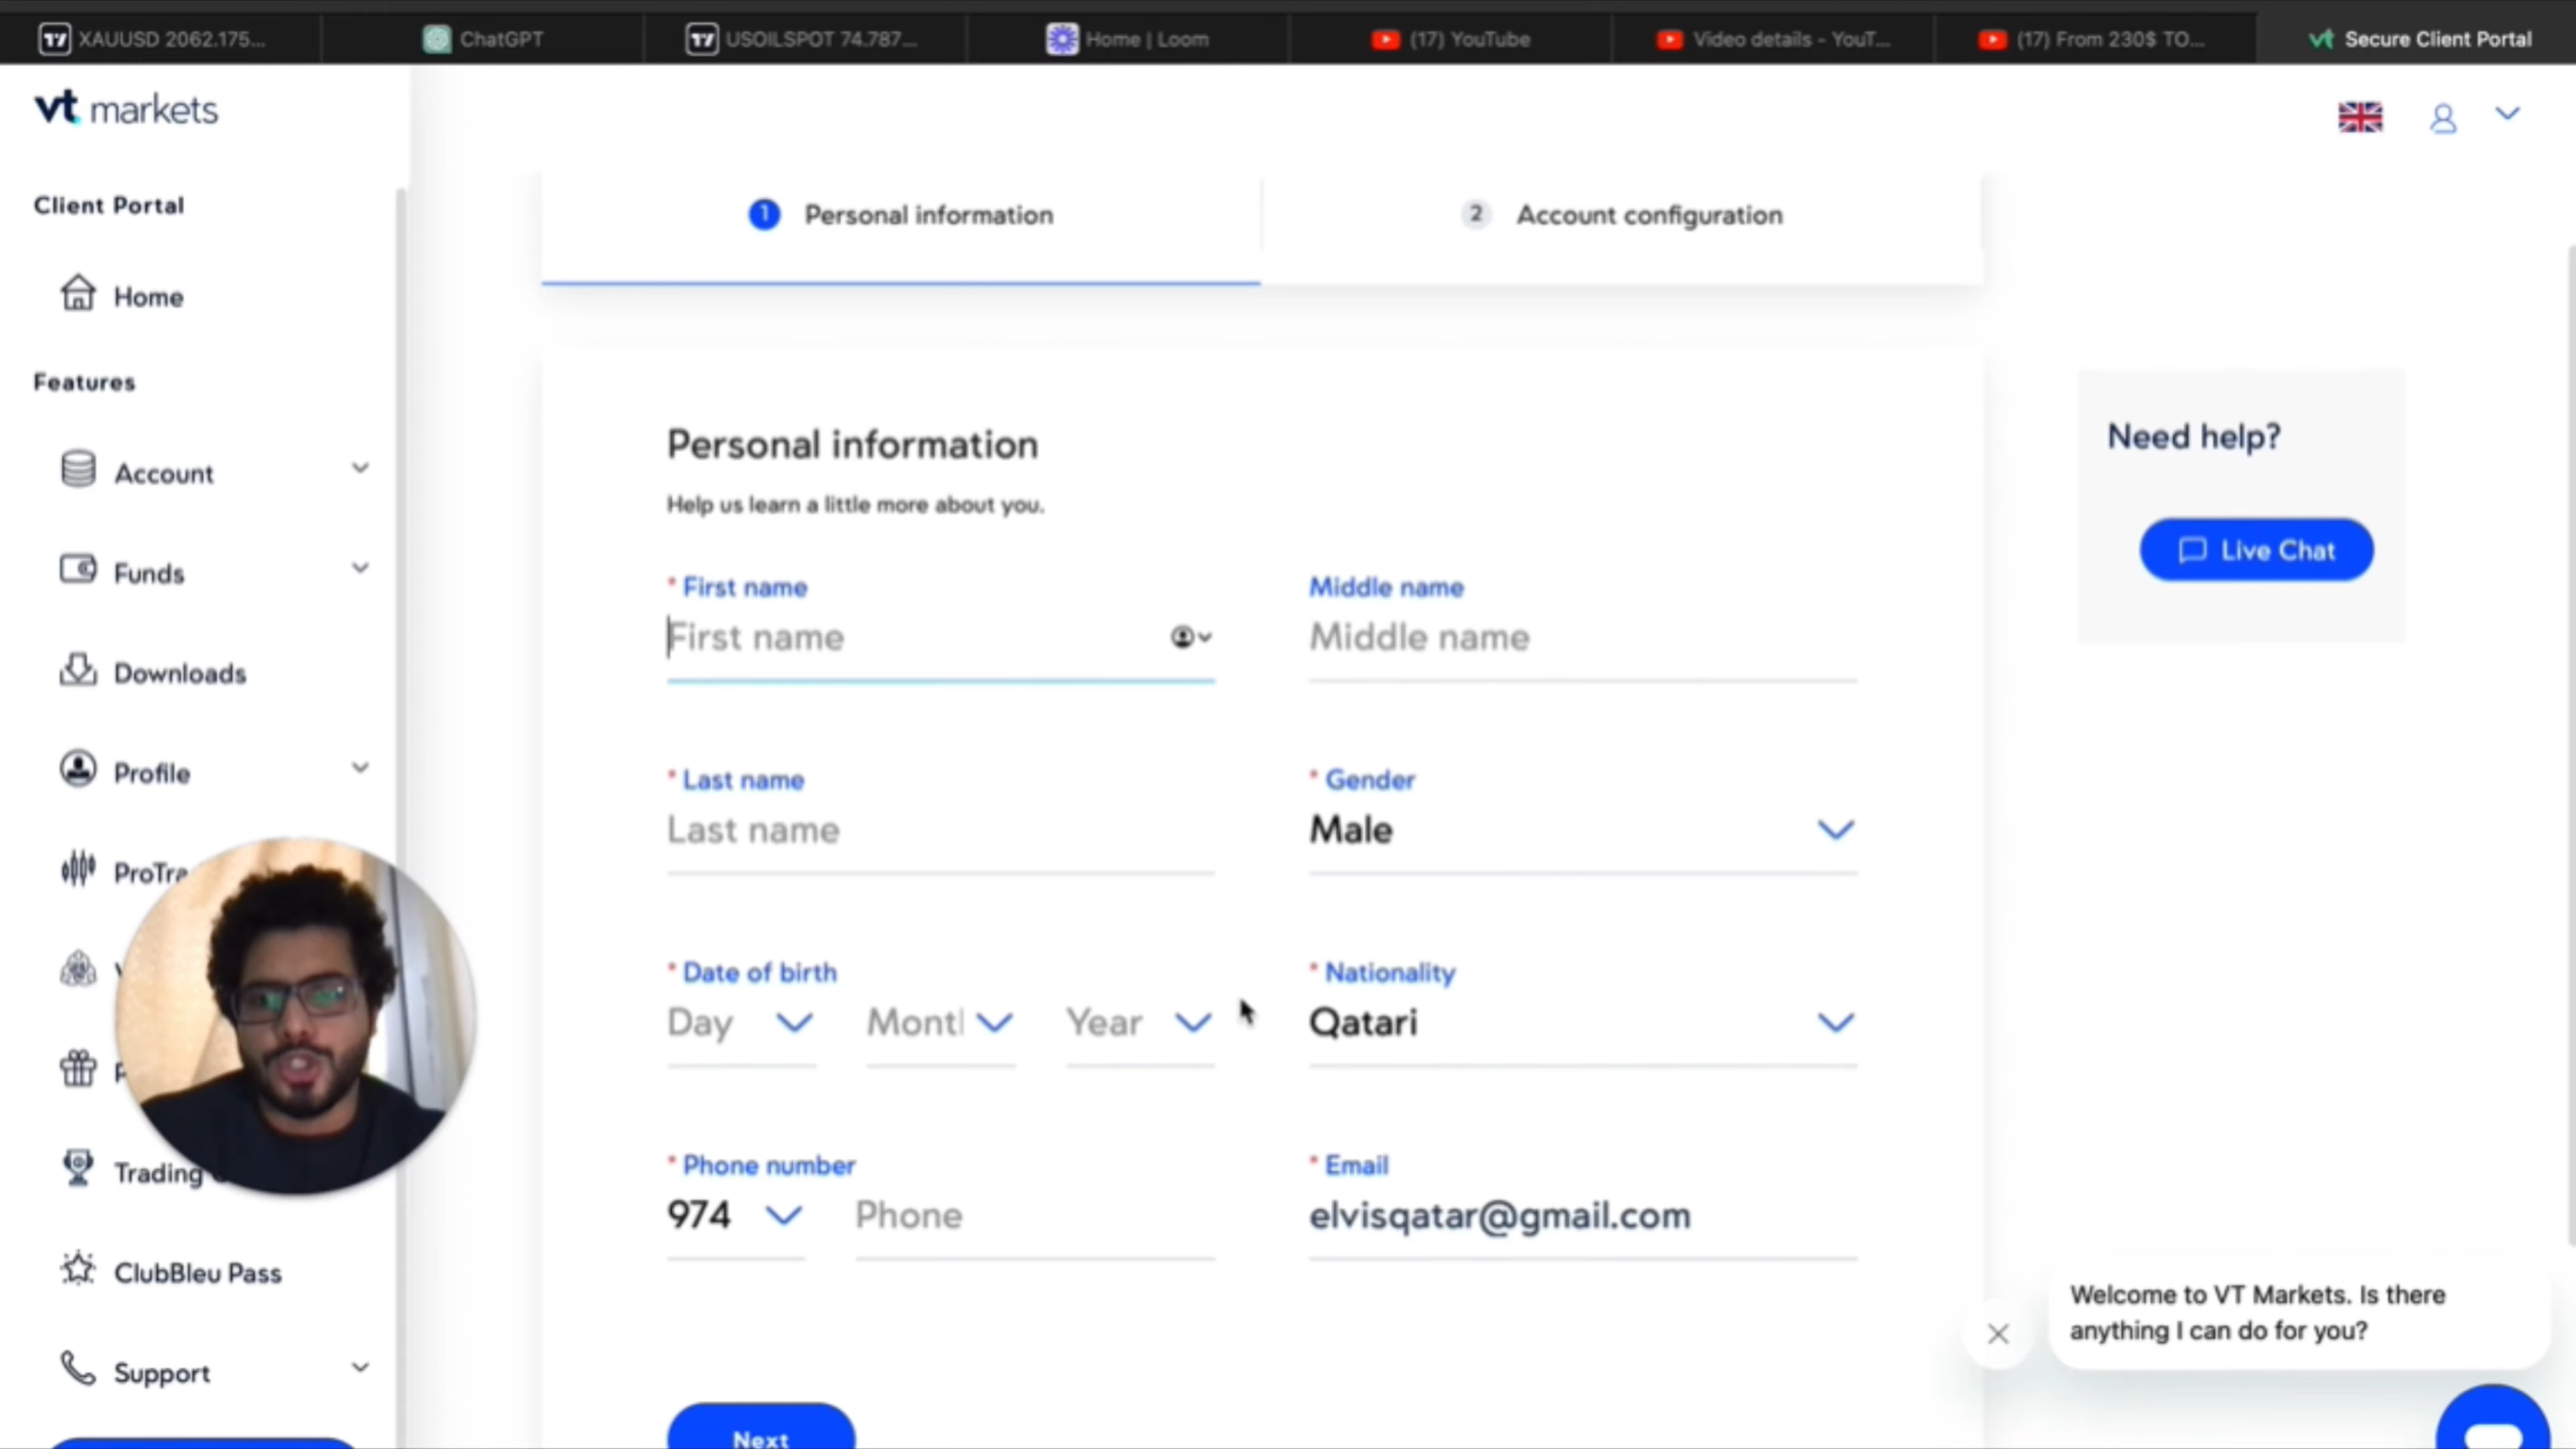 XAUUSD 2062.175...
ChatGPT
USOILSPOT 74.787...
Home | Loom
(17) YouTube
Video details - YouT...
(17) From 230$ TO...
Secure Client Portal
vt markets
Client Portal
Home
Features
Account
Funds
Downloads
Profile
ProTra
Trading
ClubBleu Pass
Support
1 Personal information
2 Account configuration
Personal information
Help us learn a little more about you.
* First name
First name
Middle name
Middle name
* Last name
Last name
* Gender
Male
* Date of birth
Day
Year
* Nationality
Qatari
* Phone number
974
Phone
* Email
elvisqatar@gmail.com
Next
Need help?
Live Chat
Welcome to VT Markets. Is there
anything I can do for you?